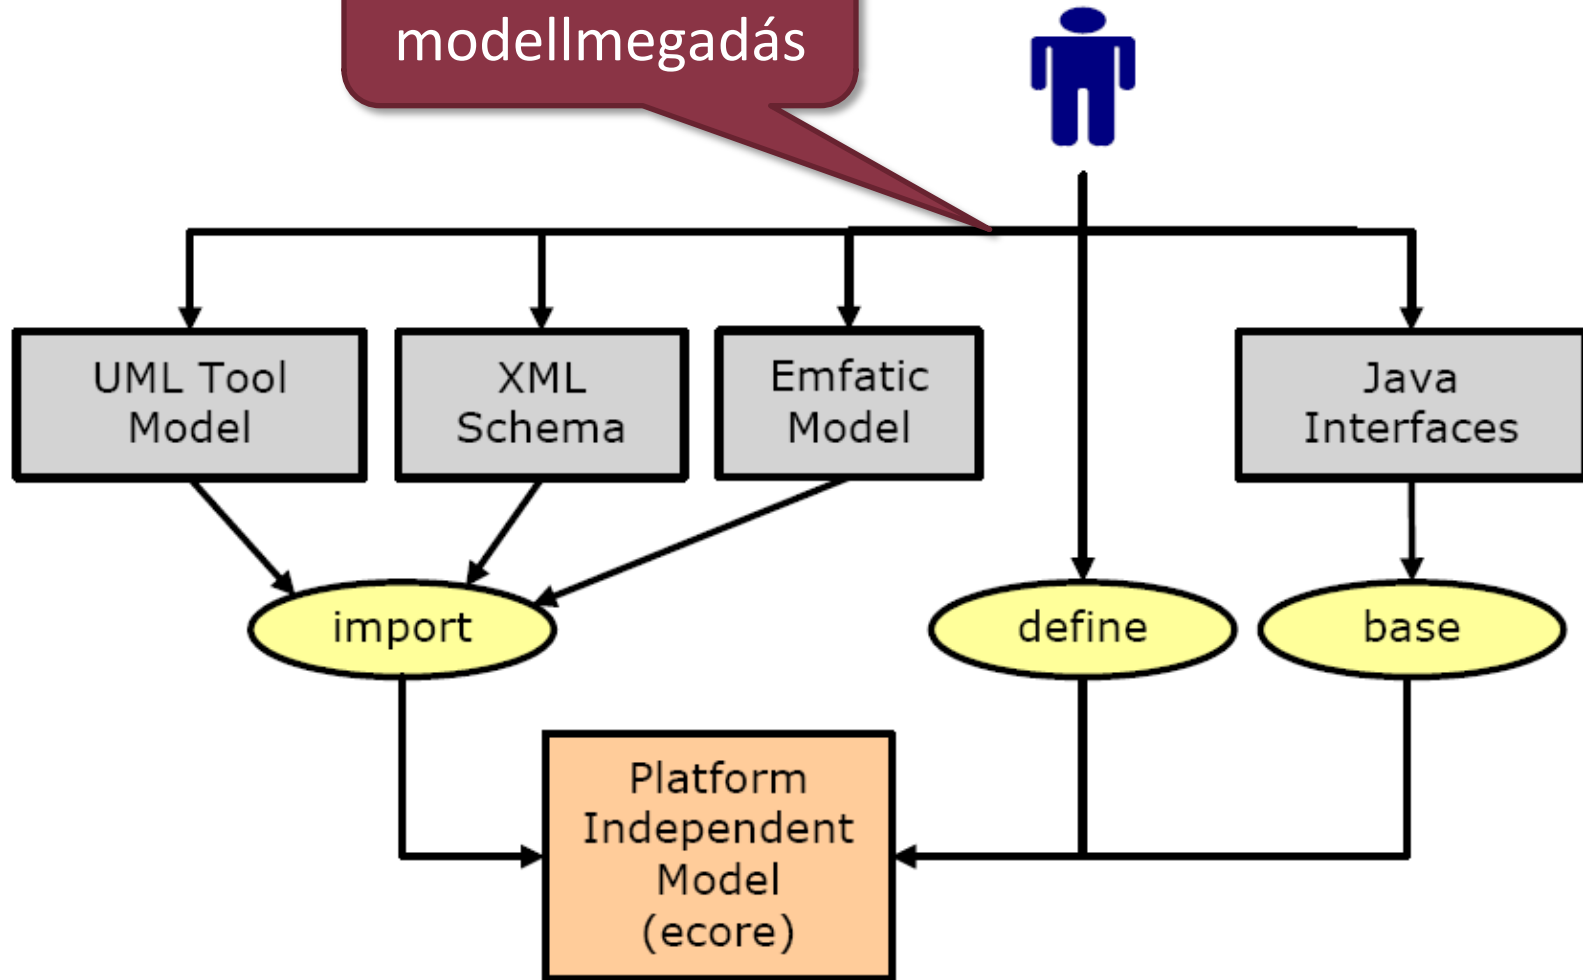 modellmegadás
UML Tool
Model
XML
Schema
Emfatic
Model
Java
Interfaces
import
define
base
Platform
Independent
Model
(ecore)